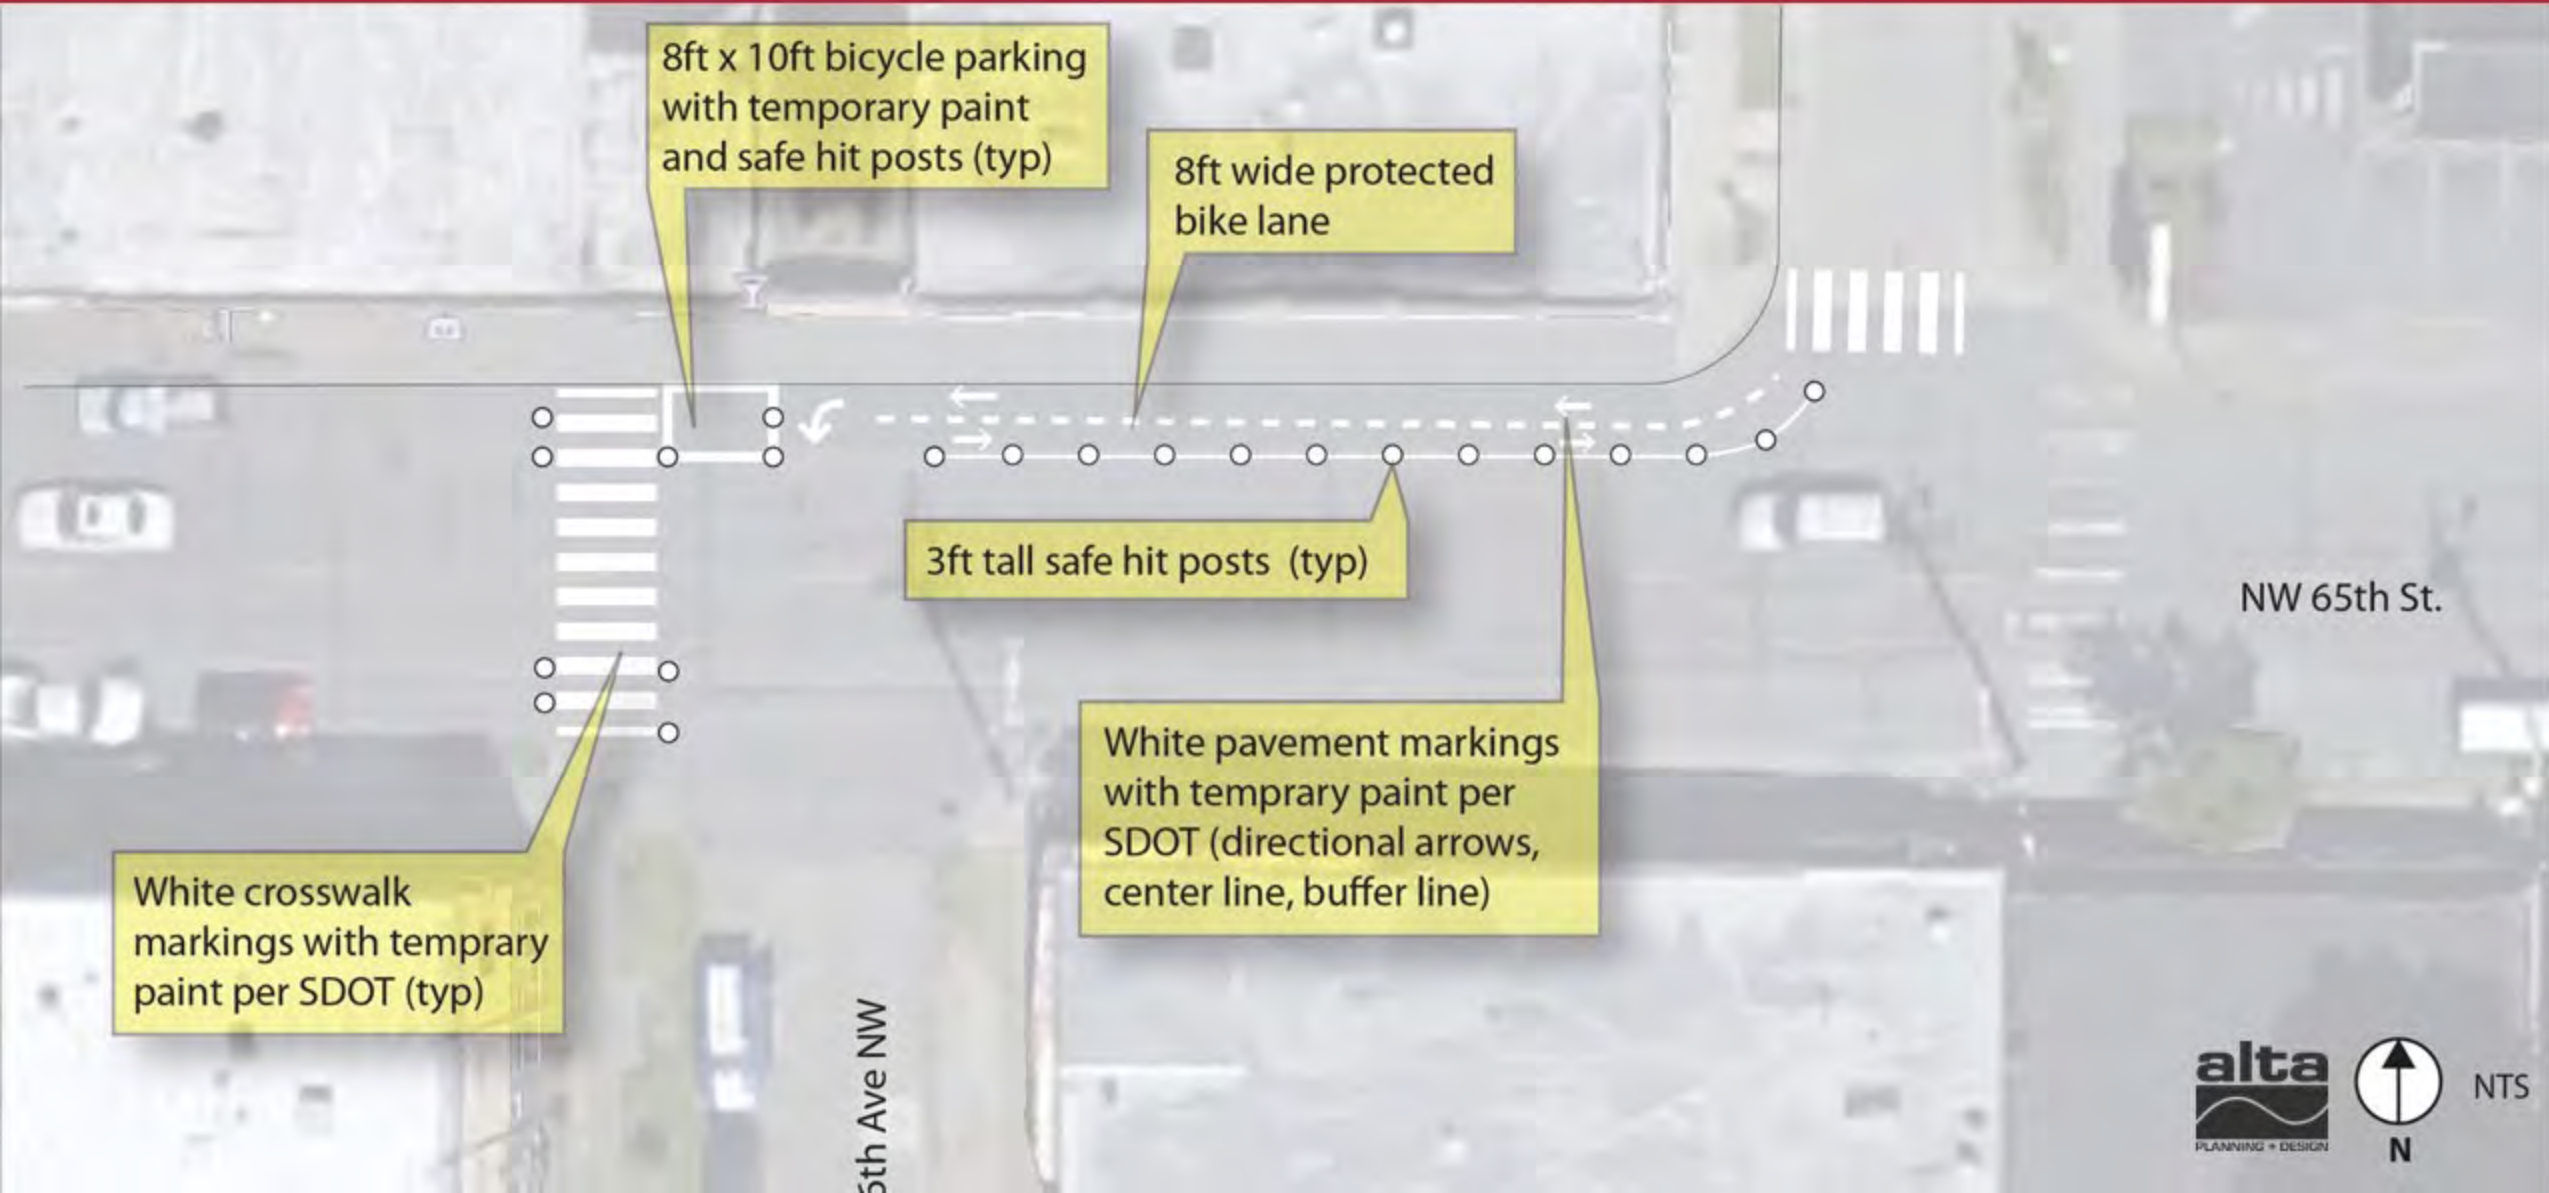 8ft x 10ft bicycle parking
with temporary paint
and safe hit posts (typ)
8ft wide protected
bike lane
3ft tall safe hit posts (typ)
NW 65th St.
White pavement markings
with temprary paint per
SDOT (directional arrows,
center line, buffer line)
White crosswalk
markings with temprary
paint per SDOT (typ)
6th Ave NW
alta
PLANNING + DESIGN
N
NTS